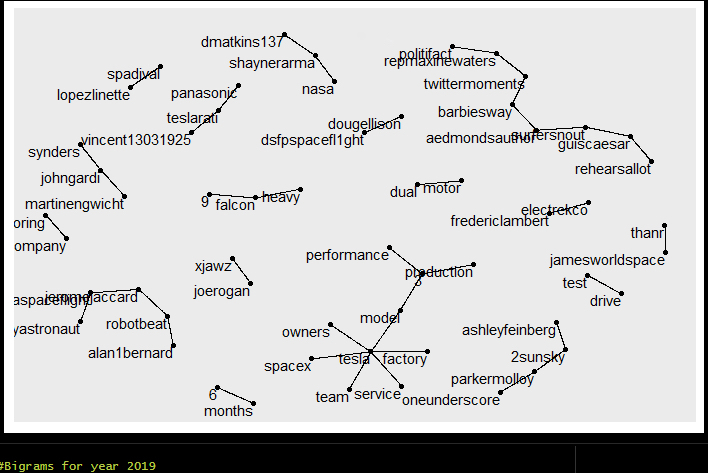 dmatkins137
politifact
repmaxinewaters
shaynerarma
spadival
nasa
twittermoments
lopezlinette
panasonic
barbiesway
teslarati
dougellison
vincent13031925
dsfpspacefl1ght
aedmondsauthor
surfersnout
guiscaesar
synders
rehearsallot
johngardi
martinengwicht
9
falcon
heavy
dual
motor
electrekco
fredericlambert
oring
thanr
ompany
performance
jamesworldspace
xjawz
production
3
test
joerogan
jeromeaccard
aspaceflight
drive
model
robotbeat
yastronaut
owners
ashleyfeinberg
alan1bernard
tesla
factory
2sunsky
spacex
parkermolloy
6
team
service
oneunderscore
months
#Bigrams for year 2019